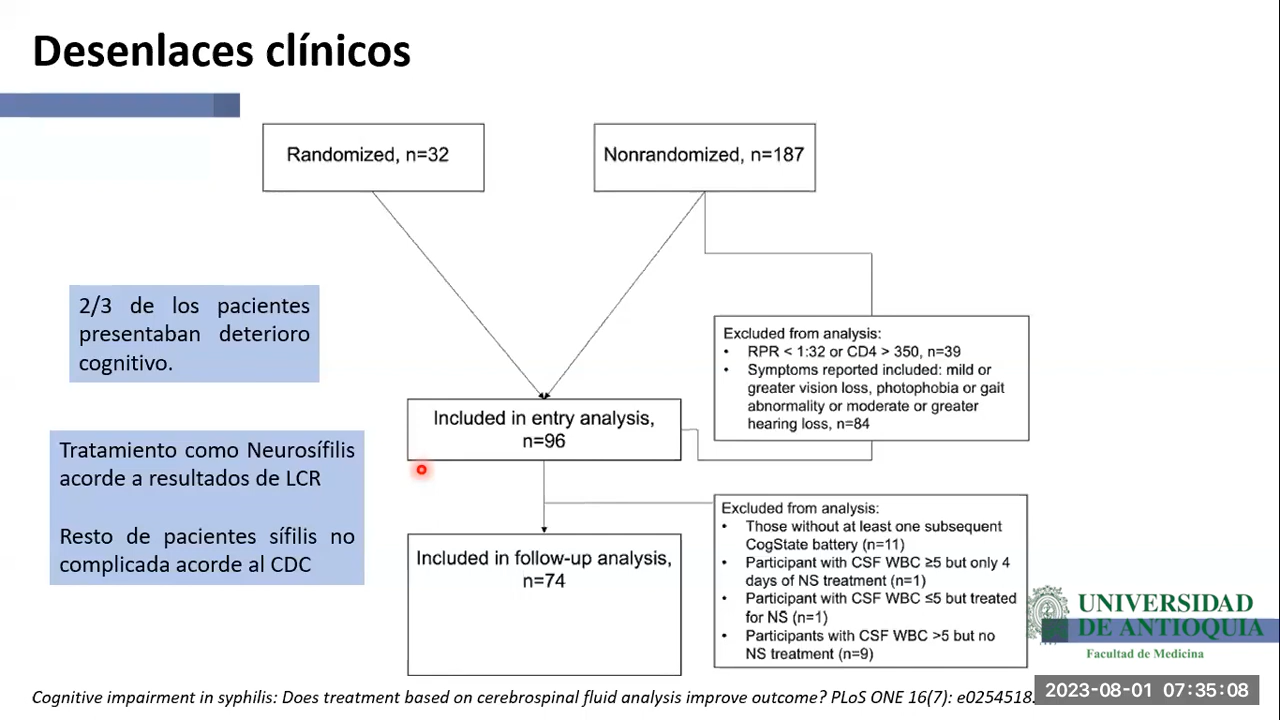 Desenlaces clínicos
Randomized, n=32
Nonrandomized, n=187
2/3 de los pacientes
presentaban deterioro
cognitivo.
Excluded from analysis:
• RPR < 1:32 or CD4 > 350, n=39
• Symptoms reported included: mild or
greater vision loss, photophobia or gait
abnormality or moderate or greater
hearing loss, n=84
Included in entry analysis,
n=96
Tratamiento como Neurosífilis
acorde a resultados de LCR
Resto de pacientes sífilis no
complicada acorde al CDC
Excluded from analysis:
• Those without at least one subsequent
CogState battery (n=11)
• Participant with CSF WBC ≥5 but only 4
days of NS treatment (n=1)
• Participant with CSF WBC ≤5 but treated
for NS (n=1)
• Participants with CSF WBC >5 but no
NS treatment (n=9)
Included in follow-up analysis,
n=74
UNIVERSIDAD
DE ANTIOQUIA
Facultad de Medicina
Cognitive impairment in syphilis: Does treatment based on cerebrospinal fluid analysis improve outcome? PLoS ONE 16(7): e0254518
2023-08-01 07:35:08